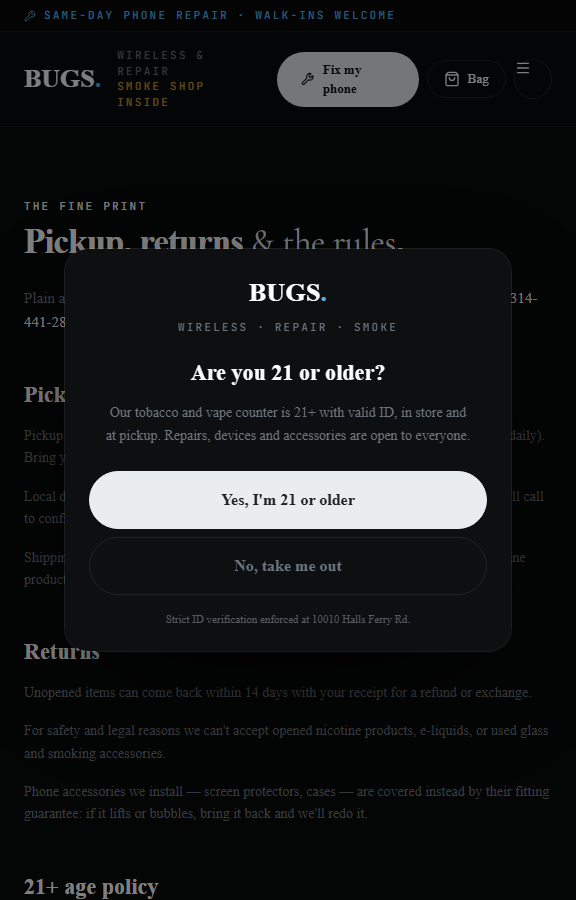 SAME-DAY PHONE REPAIR · WALK-INS WELCOME
BUGS.
WIRELESS &
REPAIR
SMOKE SHOP
INSIDE
Fix my
phone
Bag
THE FINE PRINT
Pickup, returns & the rules.
Plain a
314-
441-28
BUGS.
WIRELESS · REPAIR · SMOKE
Are you 21 or older?
Our tobacco and vape counter is 21+ with valid ID, in store and
at pickup. Repairs, devices and accessories are open to everyone.
Yes, I'm 21 or older
No, take me out
Strict ID verification enforced at 10010 Halls Ferry Rd.
Pick
Pickup
daily).
Bring y
Local d
ll call
to conf
Shippin
ine
product
Returns
Unopened items can come back within 14 days with your receipt for a refund or exchange.
For safety and legal reasons we can't accept opened nicotine products, e-liquids, or used glass
and smoking accessories.
Phone accessories we install — screen protectors, cases — are covered instead by their fitting
guarantee: if it lifts or bubbles, bring it back and we'll redo it.
21+ age policy